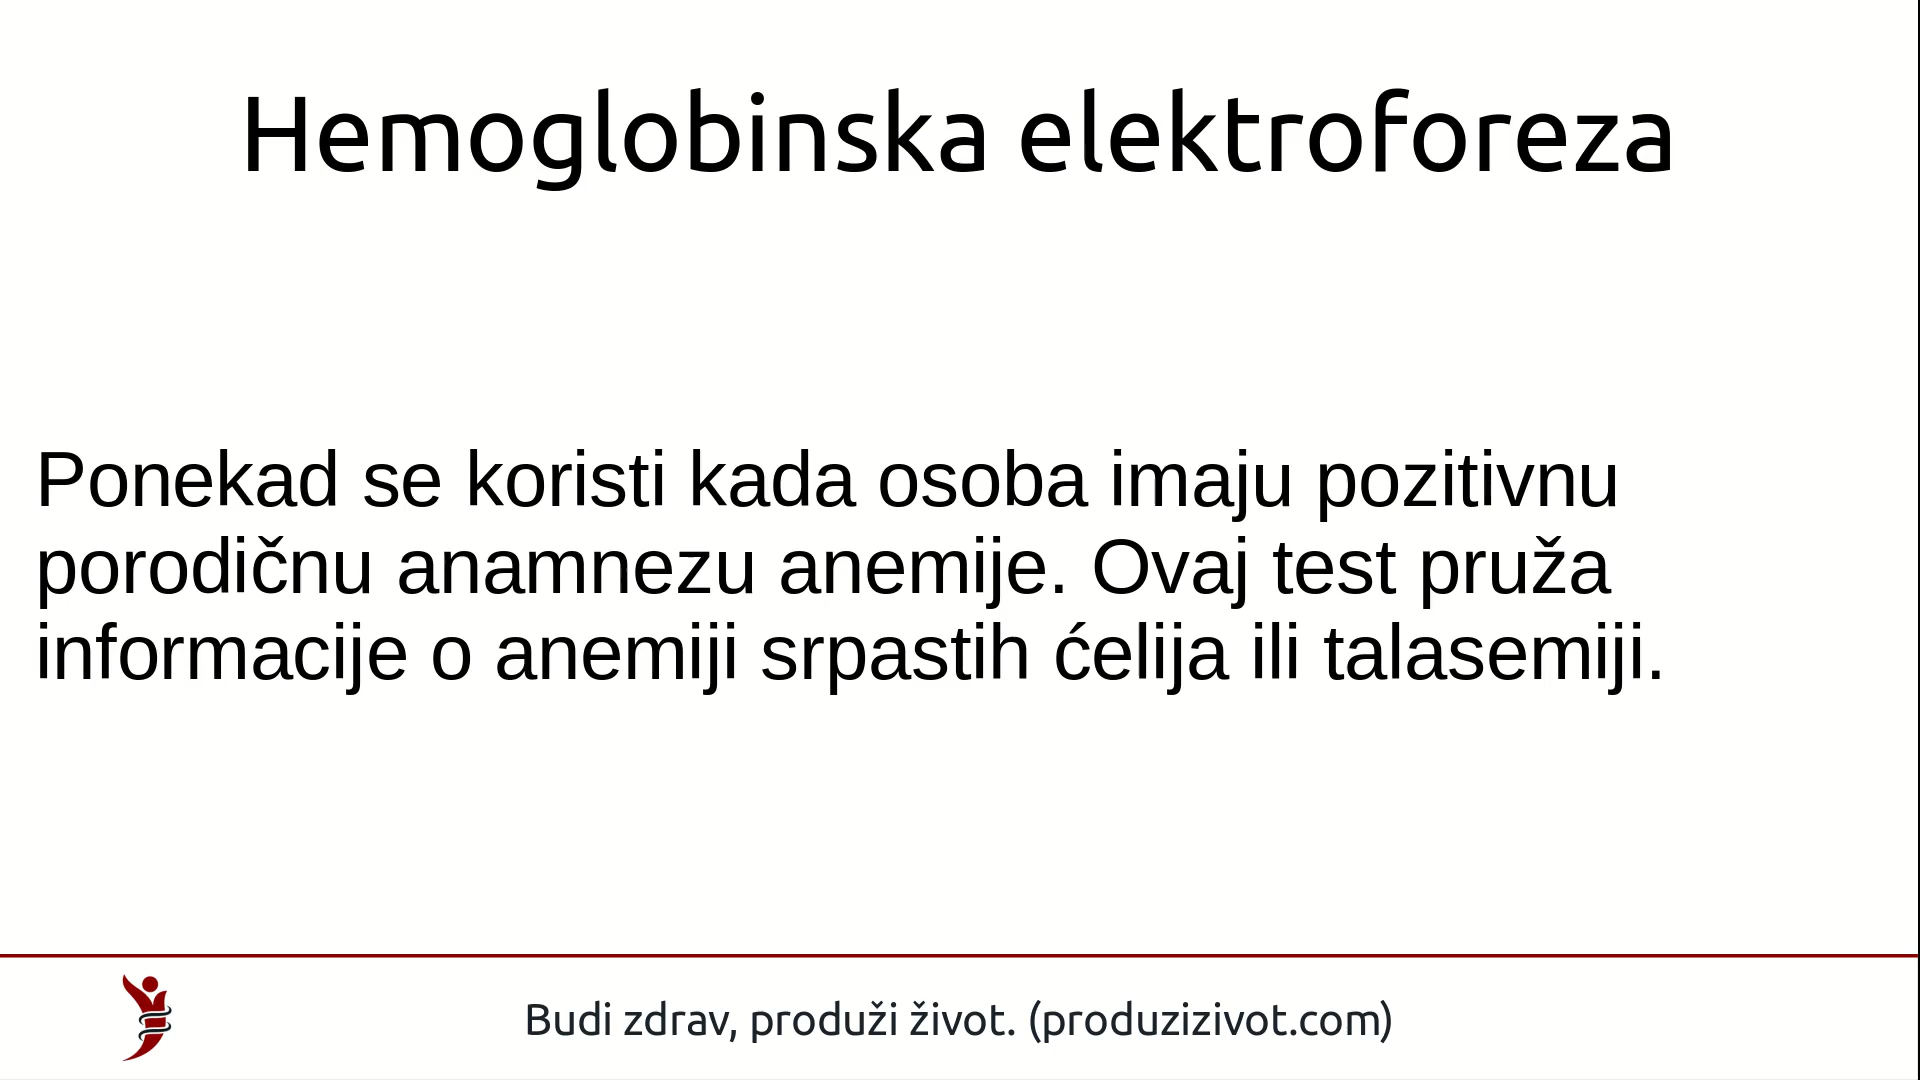 Hemoglobinska elektroforeza
Ponekad se koristi kada osoba imaju pozitivnu
porodičnu anamnezu anemije. Ovaj test pruža
informacije o anemiji srpastih ćelija ili talasemiji.
Budi zdrav, produži život. (produzizivot.com)